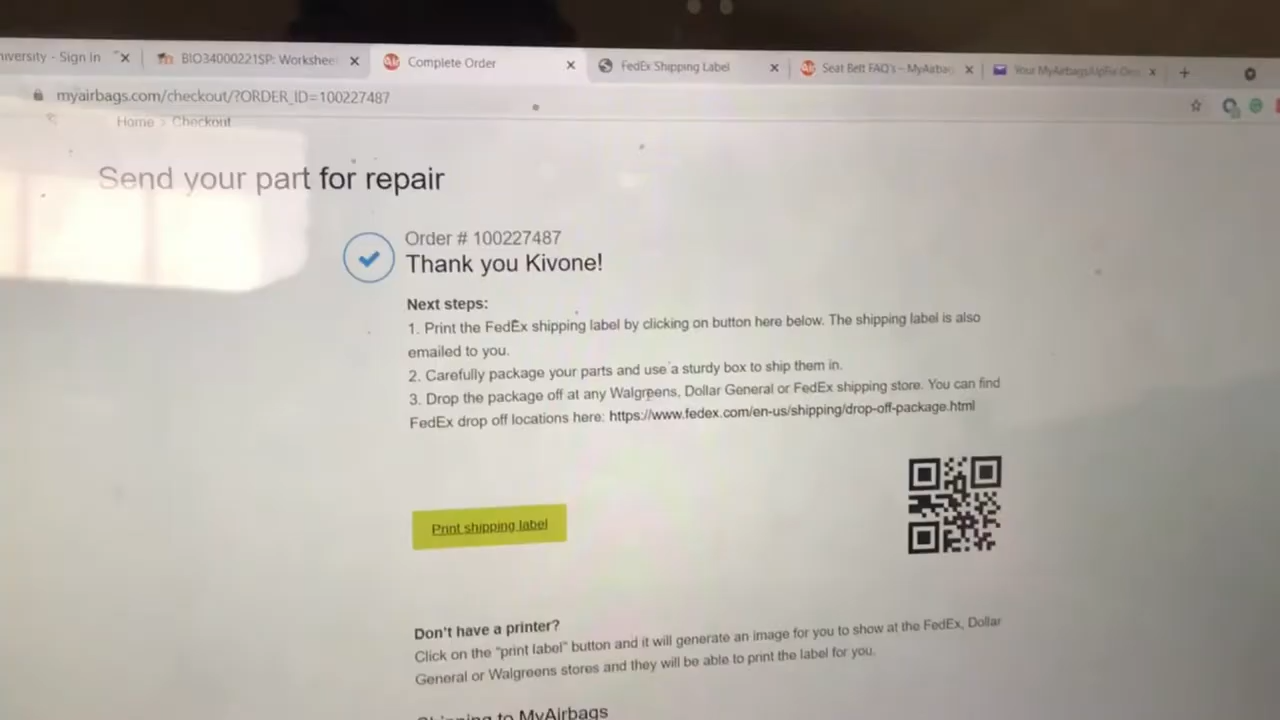 niversity - Sign In
BIO34000221SP: Workshee
Complete Order
FedEx Shipping Label
Seat Belt FAQ's - MyAirbag
Your MyAirbags/UpFix
myairbags.com/checkout/?ORDER_ID=100227487
Home > Checkout
Send your part for repair
Order # 100227487
Thank you Kivone!
Next steps:
1. Print the FedEx shipping label by clicking on button here below. The shipping label is also
emailed to you.
2. Carefully package your parts and use a sturdy box to ship them in.
3. Drop the package off at any Walgreens, Dollar General or FedEx shipping store. You can find
FedEx drop off locations here: https://www.fedex.com/en-us/shipping/drop-off-package.html
Print shipping label
Don't have a printer?
Click on the "print label" button and it will generate an image for you to show at the FedEx, Dollar
General or Walgreens stores and they will be able to print the label for you.
Shipping to MyAirbags